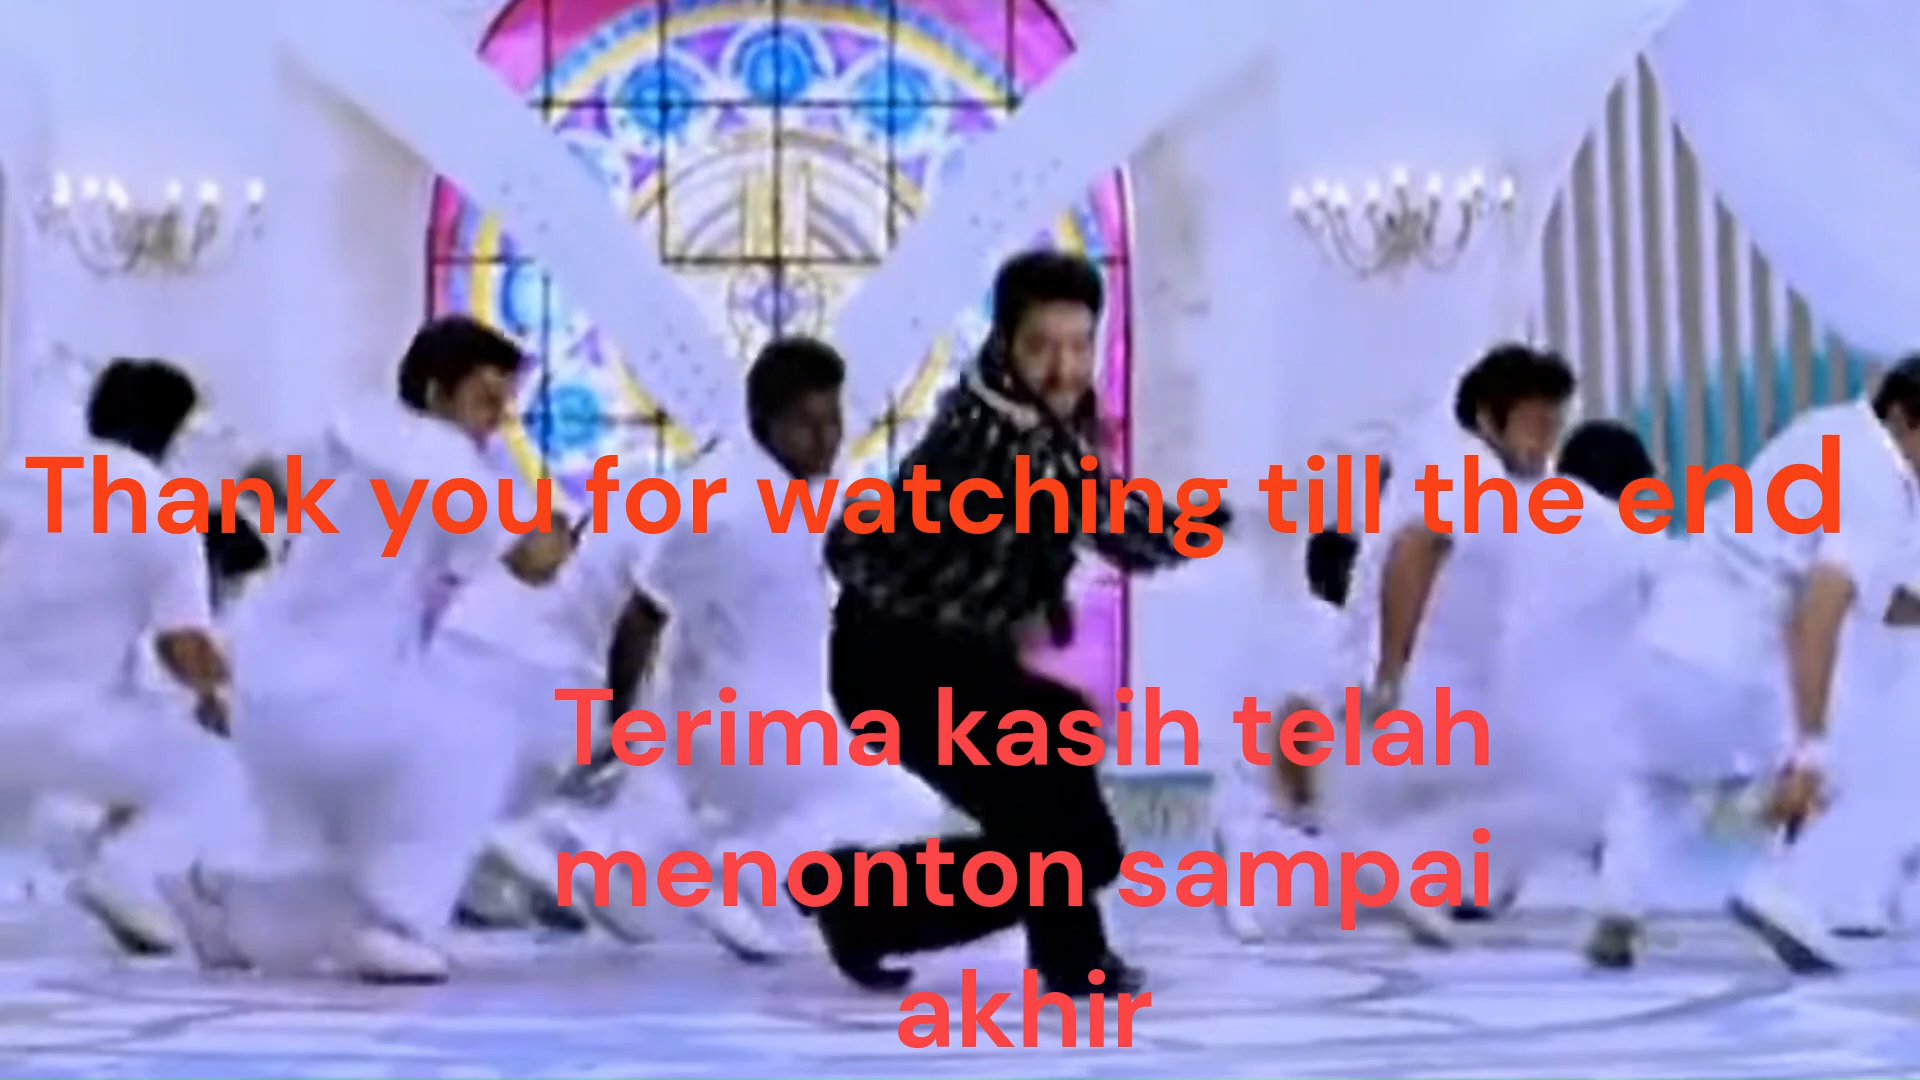 Thank you for watching till the end
Terima kasih telah
menonton sampai
akhir